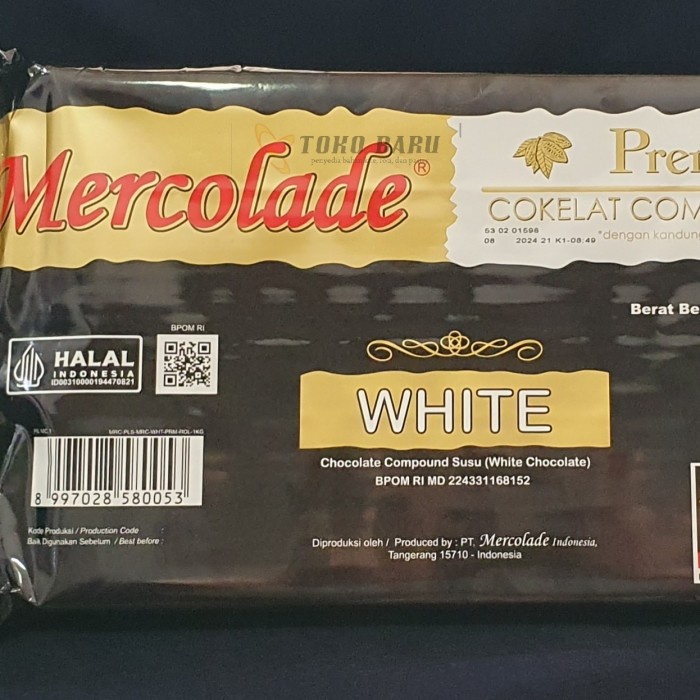 TOKO BARU
Mercolade®
Pre
COKELAT COM
53 02 01698
08 2024 21 K1-08:49
*dengan kandung
Berat Be
BPOM RI
HALAL
INDONESIA
ID00310000194470821
WHITE
MRC-PLS-MRC-WHT-PRM-ROL-1KG
8 997028 580053
Chocolate Compound Susu (White Chocolate)
BPOM RI MD 224331168152
Kode Produksi / Production Code :
Baik Digunakan Sebelum / Best before :
Diproduksi oleh / Produced by : PT. Mercolade Indonesia,
Tangerang 15710 - Indonesia